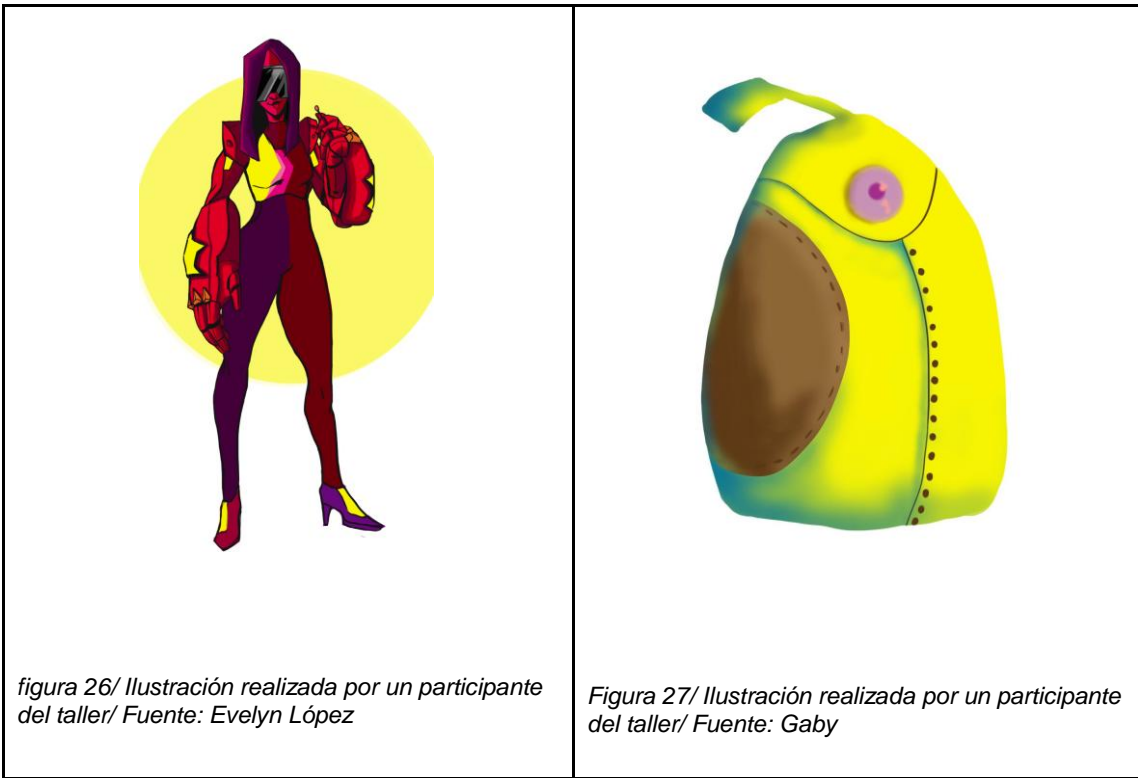 figura 26/ Ilustración realizada por un participante
del taller/ Fuente: Evelyn López
Figura 27/ Ilustración realizada por un participante
del taller/ Fuente: Gaby